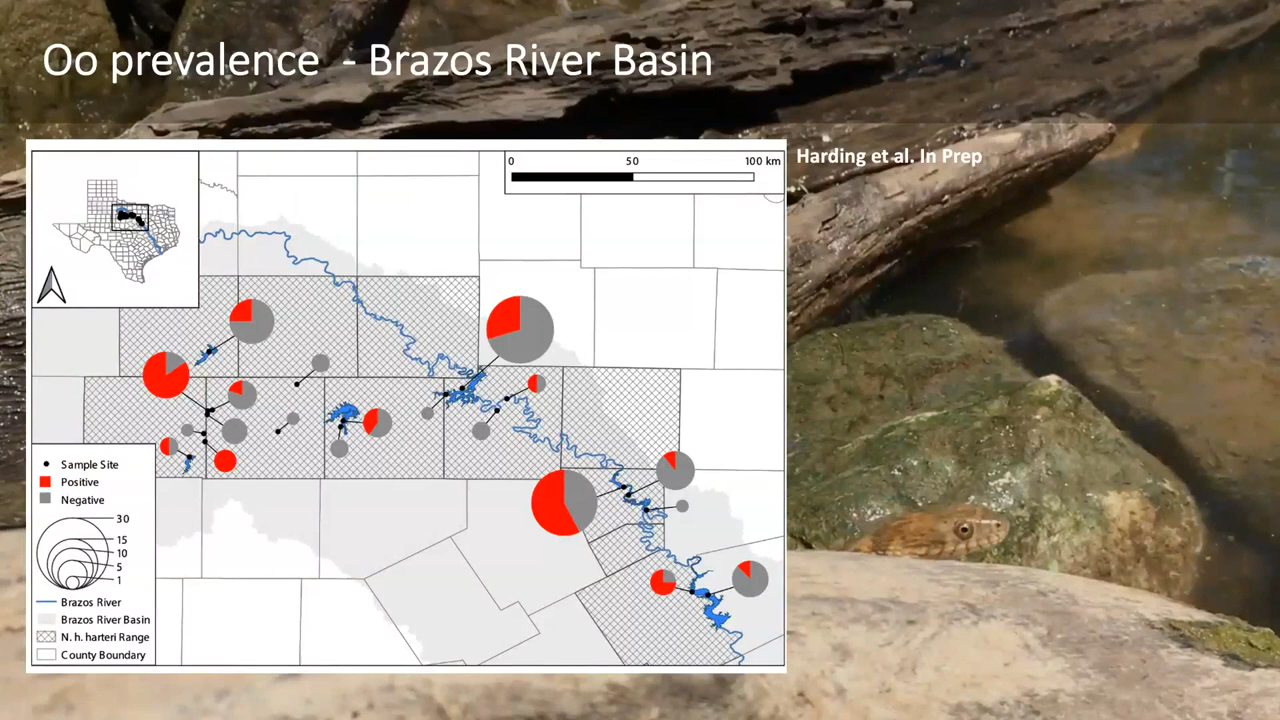 Oo prevalence - Brazos River Basin
Harding et al. In Prep
0 50 100 km
Sample Site
Positive
Negative
30
15
10
5
1
Brazos River
Brazos River Basin
N. h. harteri Range
County Boundary